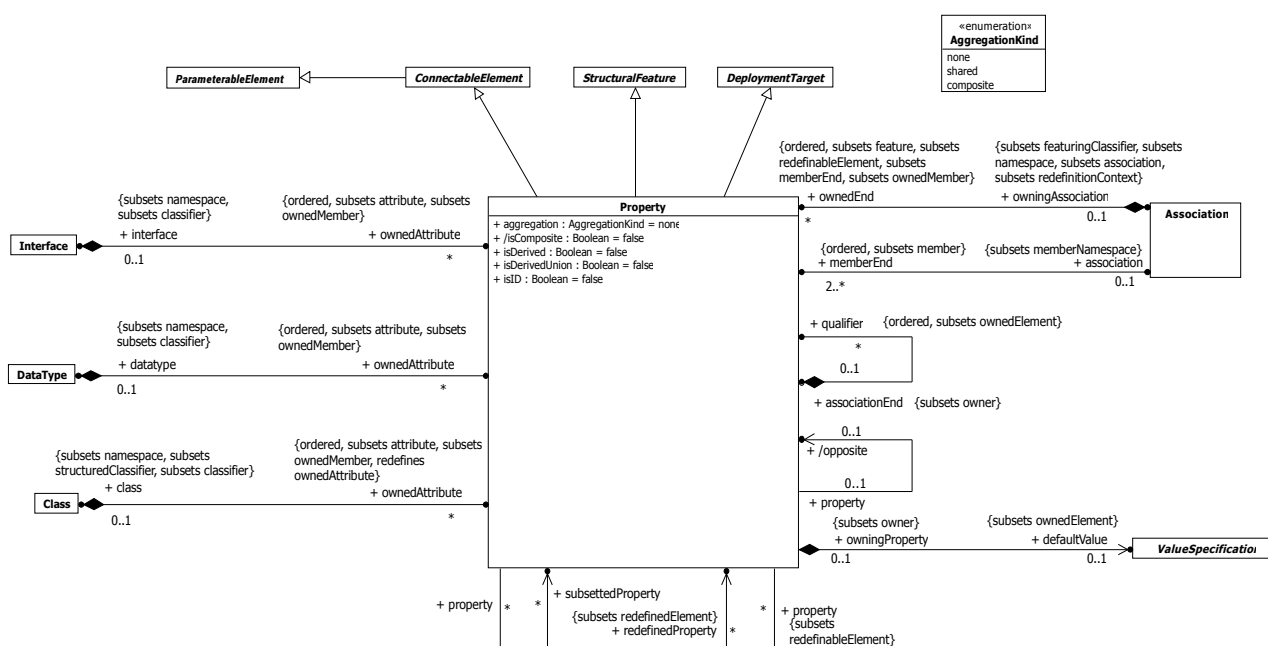 «enumeration»
AggregationKind
none
shared
composite
ParameterableElement
ConnectableElement
StructuralFeature
DeploymentTarget
{ordered, subsets feature, subsets
redefinableElement, subsets
memberEnd, subsets ownedMember}
+ ownedEnd
*
{subsets featuringClassifier, subsets
namespace, subsets association,
subsets redefinitionContext}
+ owningAssociation
0..1
Association
{subsets namespace,
subsets classifier}
+ interface
0..1
{ordered, subsets attribute, subsets
ownedMember}
+ ownedAttribute
*
Interface
Property
+ aggregation : AggregationKind = none
+ /isComposite : Boolean = false
+ isDerived : Boolean = false
+ isDerivedUnion : Boolean = false
+ isID : Boolean = false
{ordered, subsets member}
+ memberEnd
2..*
{subsets memberNamespace}
+ association
0..1
+ qualifier
{ordered, subsets ownedElement}
*
0..1
+ associationEnd
{subsets owner}
{subsets namespace,
subsets classifier}
+ datatype
0..1
{ordered, subsets attribute, subsets
ownedMember}
+ ownedAttribute
*
DataType
0..1
+ /opposite
0..1
+ property
{subsets namespace, subsets
structuredClassifier, subsets classifier}
+ class
0..1
{ordered, subsets attribute, subsets
ownedMember, redefines
ownedAttribute}
+ ownedAttribute
*
Class
{subsets owner}
+ owningProperty
0..1
{subsets ownedElement}
+ defaultValue
0..1
ValueSpecification
+ property
*
*
+ subsettedProperty
{subsets redefinedElement}
+ redefinedProperty
*
*
+ property
{subsets
redefinableElement}